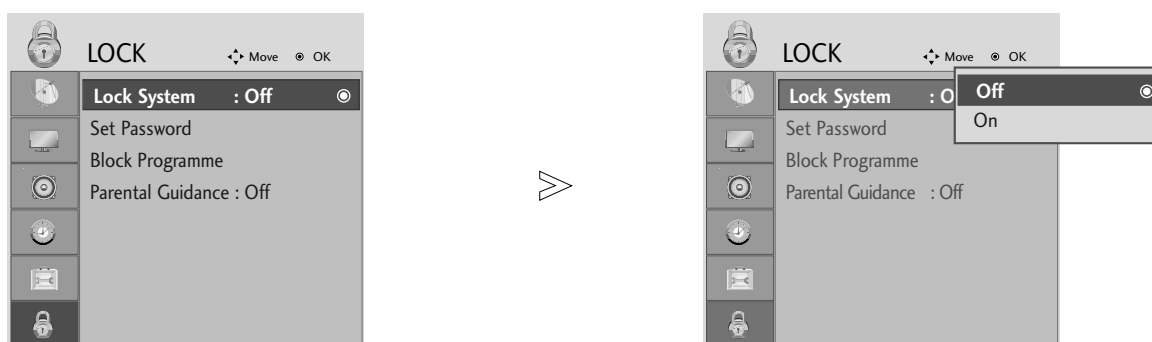 LOCK Move OK
Lock System : Off
Set Password
Block Programme
Parental Guidance : Off
LOCK Move OK
Lock System : O
Off
On
Set Password
Block Programme
Parental Guidance : Off